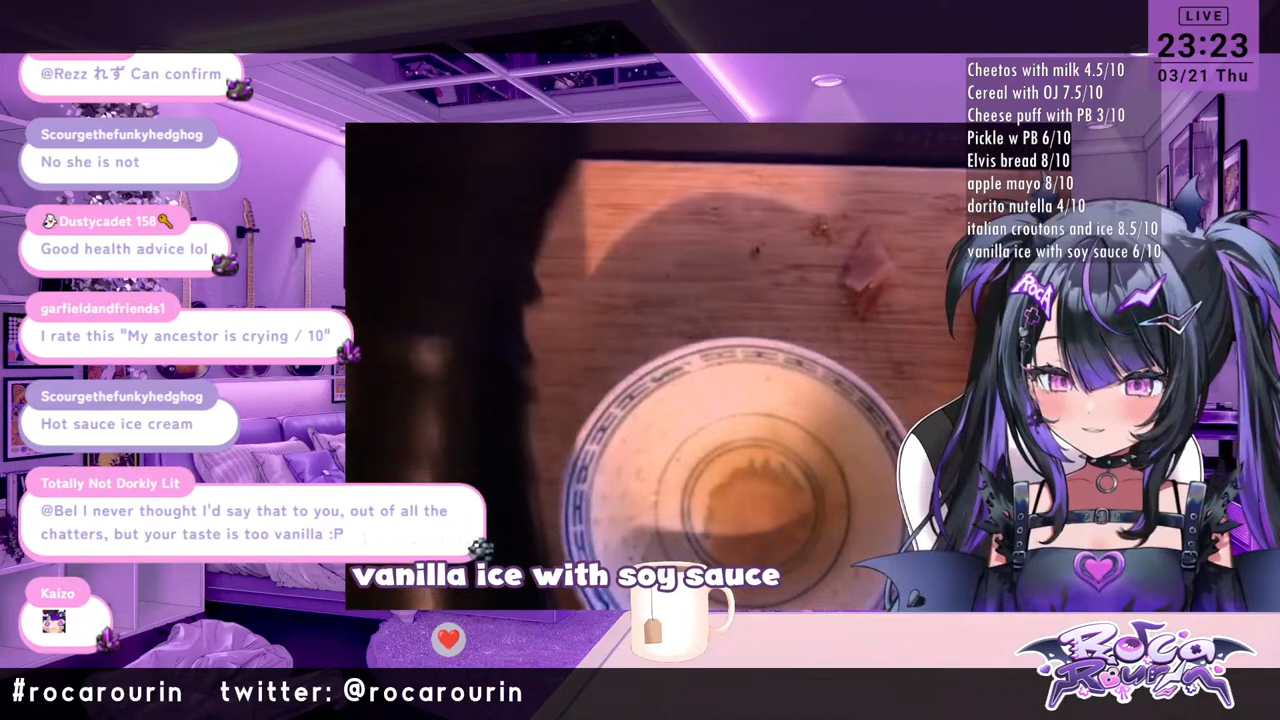 @Rezz れず Can confirm
Scourgethefunkyhedghog
No she is not
Dustycadet 158
Good health advice lol
garfieldandfriends1
I rate this "My ancestor is crying / 10"
Scourgethefunkyhedghog
Hot sauce ice cream
Totally Not Dorkly Lit
@Bel I never thought I'd say that to you, out of all the
chatters, but your taste is too vanilla :P
Kaizo
vanilla ice with soy sauce
LIVE
23:23
03/21 Thu
Cheetos with milk 4.5/10
Cereal with OJ 7.5/10
Cheese puff with PB 3/10
Pickle w PB 6/10
Elvis bread 8/10
apple mayo 8/10
dorito nutella 4/10
italian croutons and ice 8.5/10
vanilla ice with soy sauce 6/10
ROCA
Roca
Rourin
#rocarourin twitter: @rocarourin